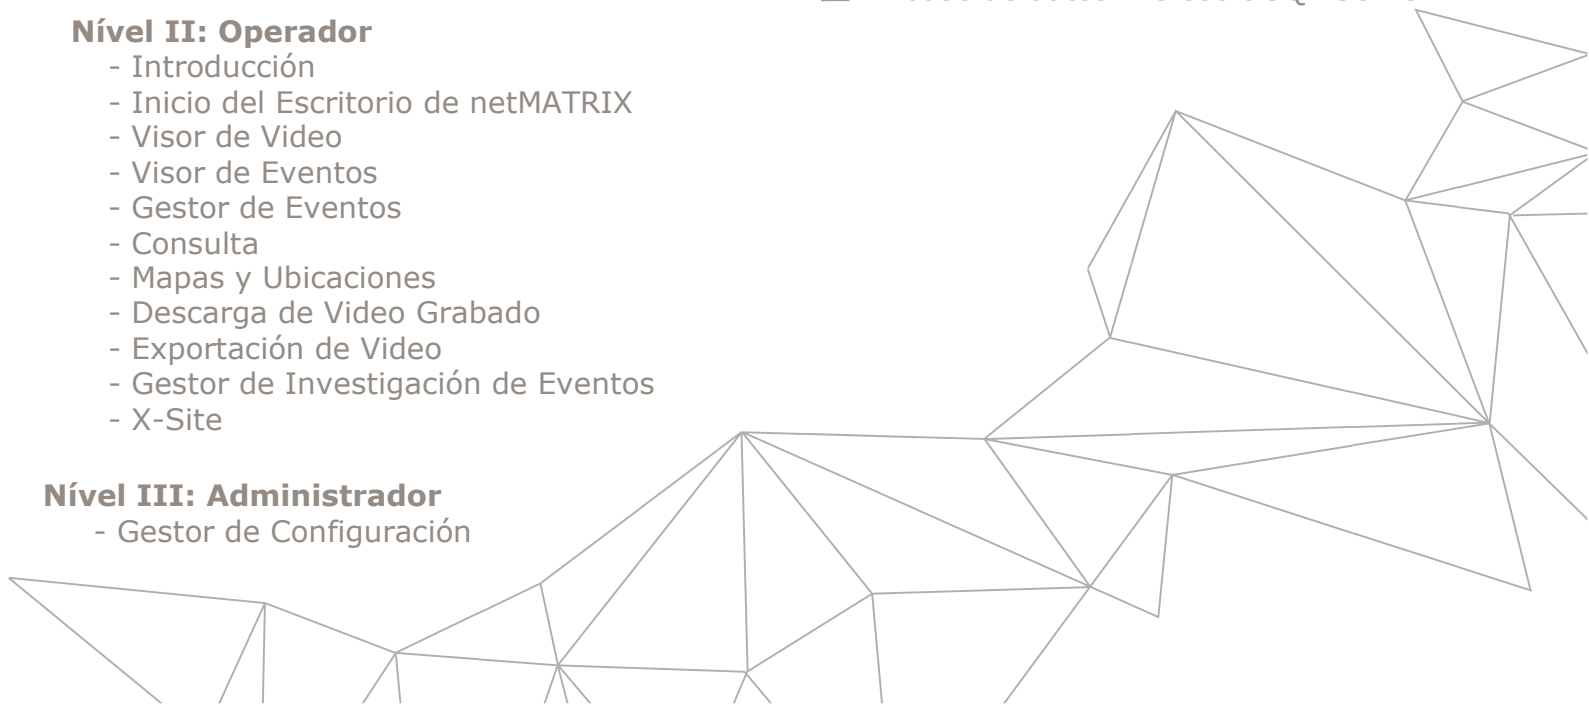 Nível II: Operador
- Introducción
- Inicio del Escritorio de netMATRIX
- Visor de Video
- Visor de Eventos
- Gestor de Eventos
- Consulta
- Mapas y Ubicaciones
- Descarga de Video Grabado
- Exportación de Video
- Gestor de Investigación de Eventos
- X-Site
Nível III: Administrador
- Gestor de Configuración